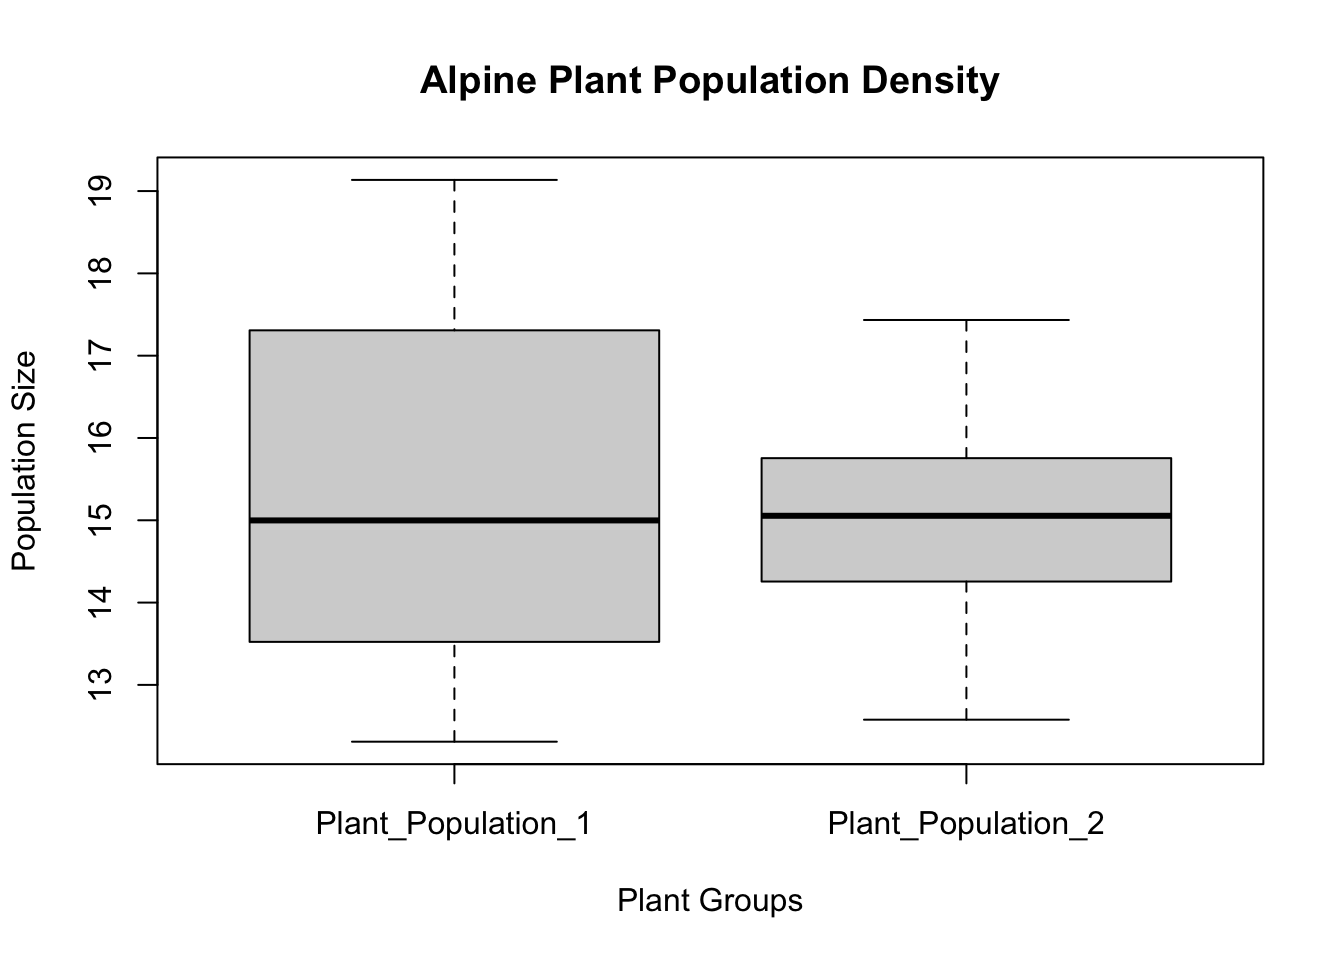 Alpine Plant Population Density
Population Size
19
18
17
16
15
14
13
Plant_Population_1
Plant_Population_2
Plant Groups